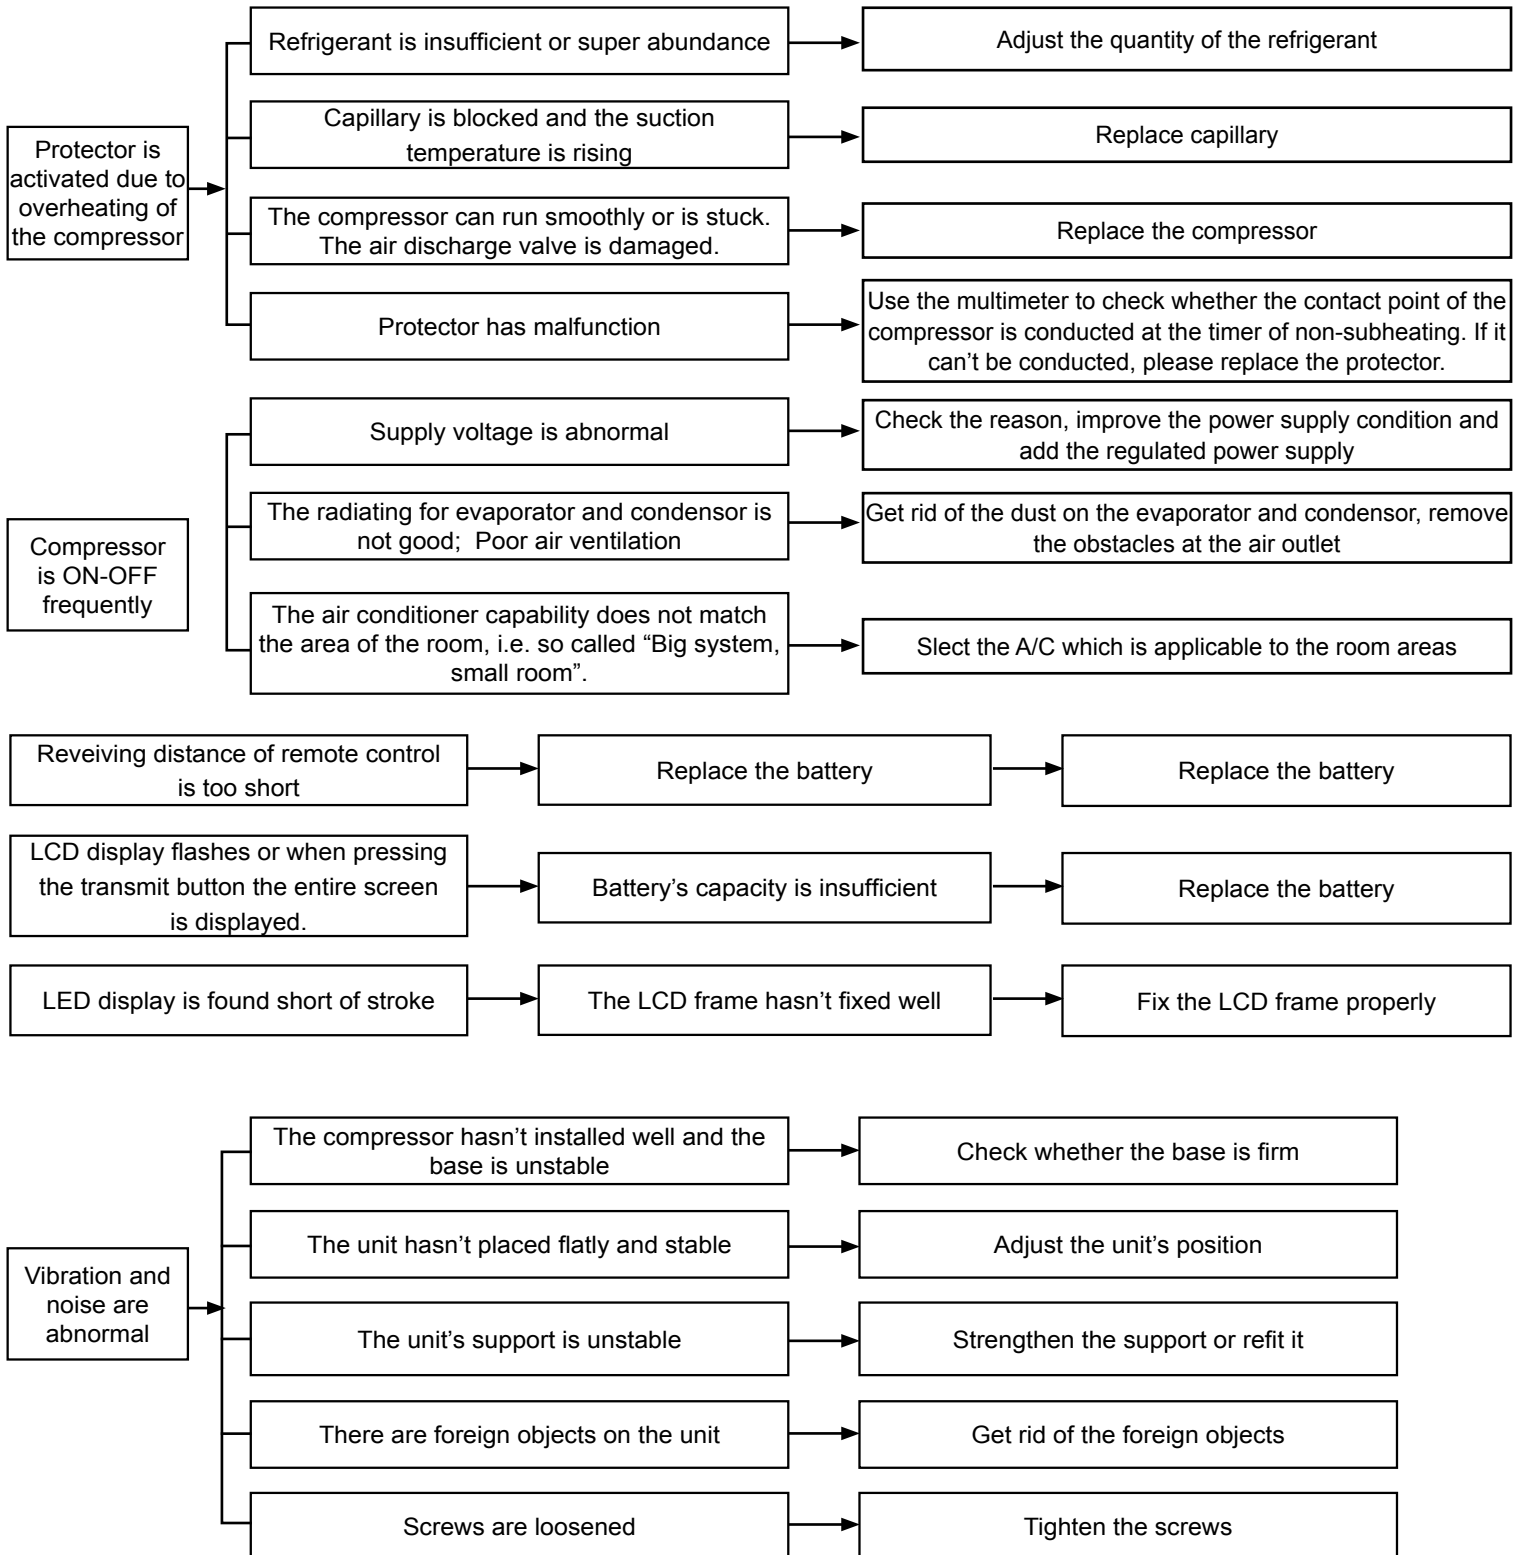 Protector is
activated due to
overheating of
the compressor
Refrigerant is insufficient or super abundance
Adjust the quantity of the refrigerant
Capillary is blocked and the suction
temperature is rising
Replace capillary
The compressor can run smoothly or is stuck.
The air discharge valve is damaged.
Replace the compressor
Protector has malfunction
Use the multimeter to check whether the contact point of the
compressor is conducted at the timer of non-subheating. If it
can’t be conducted, please replace the protector.
Compressor
is ON-OFF
frequently
Supply voltage is abnormal
Check the reason, improve the power supply condition and
add the regulated power supply
The radiating for evaporator and condensor is
not good;  Poor air ventilation
Get rid of the dust on the evaporator and condensor, remove
the obstacles at the air outlet
The air conditioner capability does not match
the area of the room, i.e. so called “Big system,
small room”.
Slect the A/C which is applicable to the room areas
Reveiving distance of remote control
is too short
Replace the battery
Replace the battery
LCD display flashes or when pressing
the transmit button the entire screen
is displayed.
Battery’s capacity is insufficient
Replace the battery
LED display is found short of stroke
The LCD frame hasn’t fixed well
Fix the LCD frame properly
Vibration and
noise are
abnormal
The compressor hasn’t installed well and the
base is unstable
Check whether the base is firm
The unit hasn’t placed flatly and stable
Adjust the unit’s position
The unit’s support is unstable
Strengthen the support or refit it
There are foreign objects on the unit
Get rid of the foreign objects
Screws are loosened
Tighten the screws